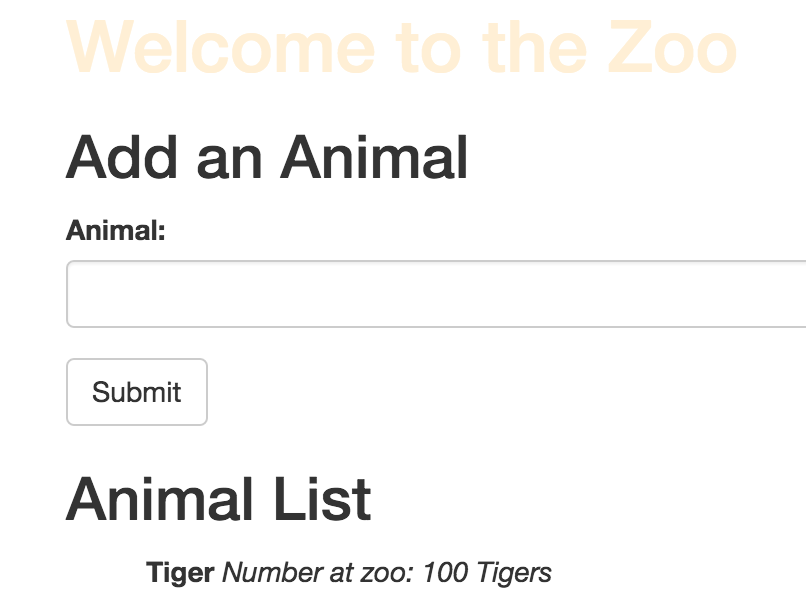 Welcome to the Zoo
Add an Animal
Animal:
Submit
Animal List
Tiger Number at zoo: 100 Tigers